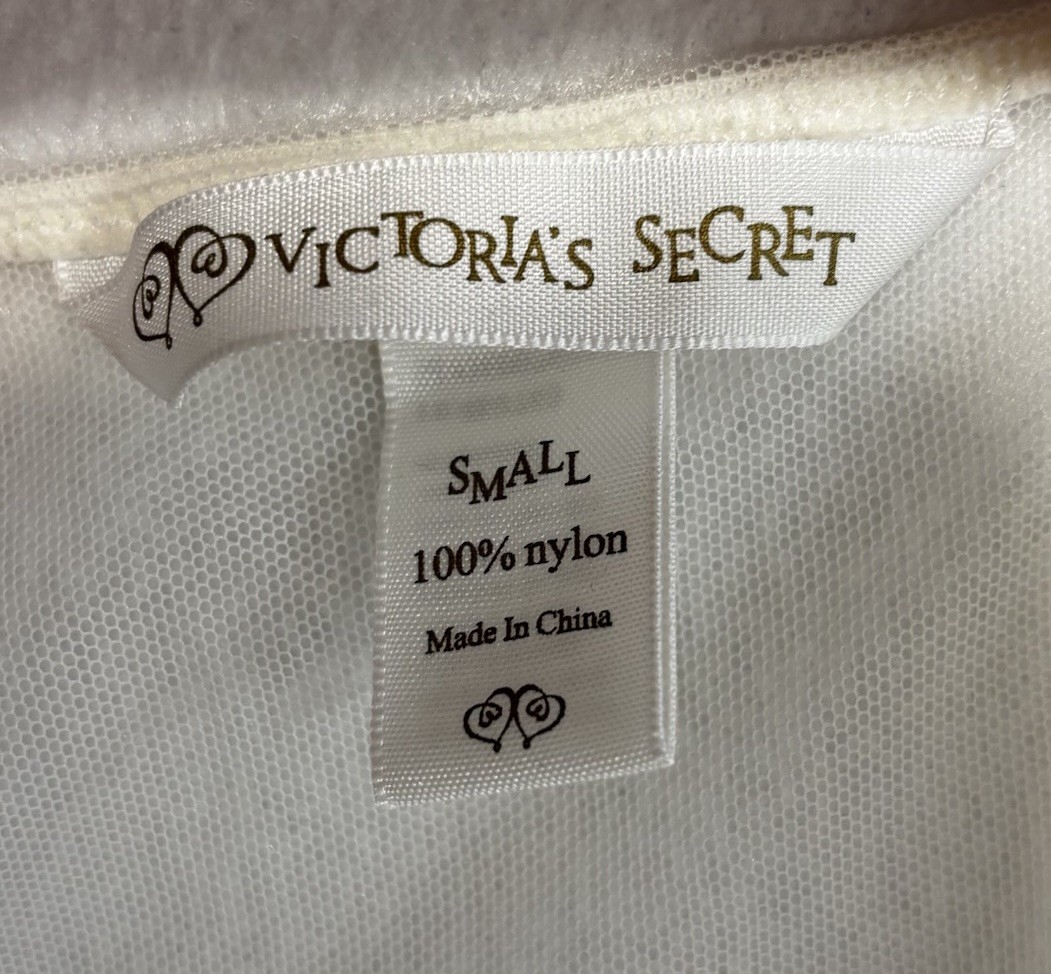 VICTORIA'S SECRET
SMALL
100% nylon
Made In China